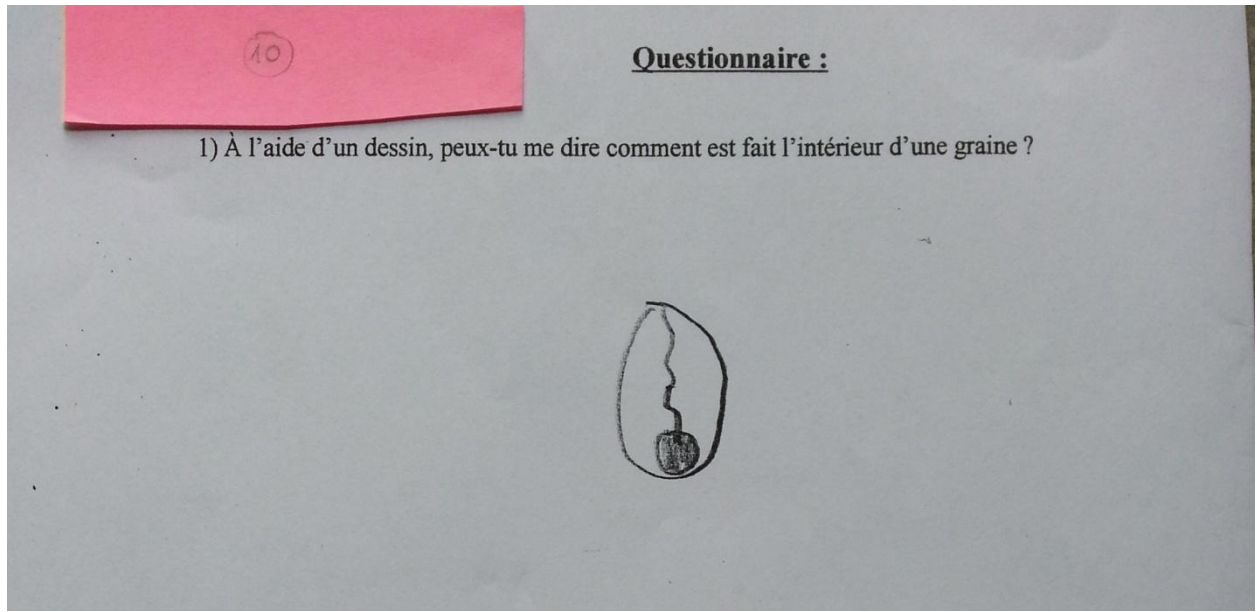 10
Questionnaire :
1) À l'aide d'un dessin, peux-tu me dire comment est fait l'intérieur d'une graine ?